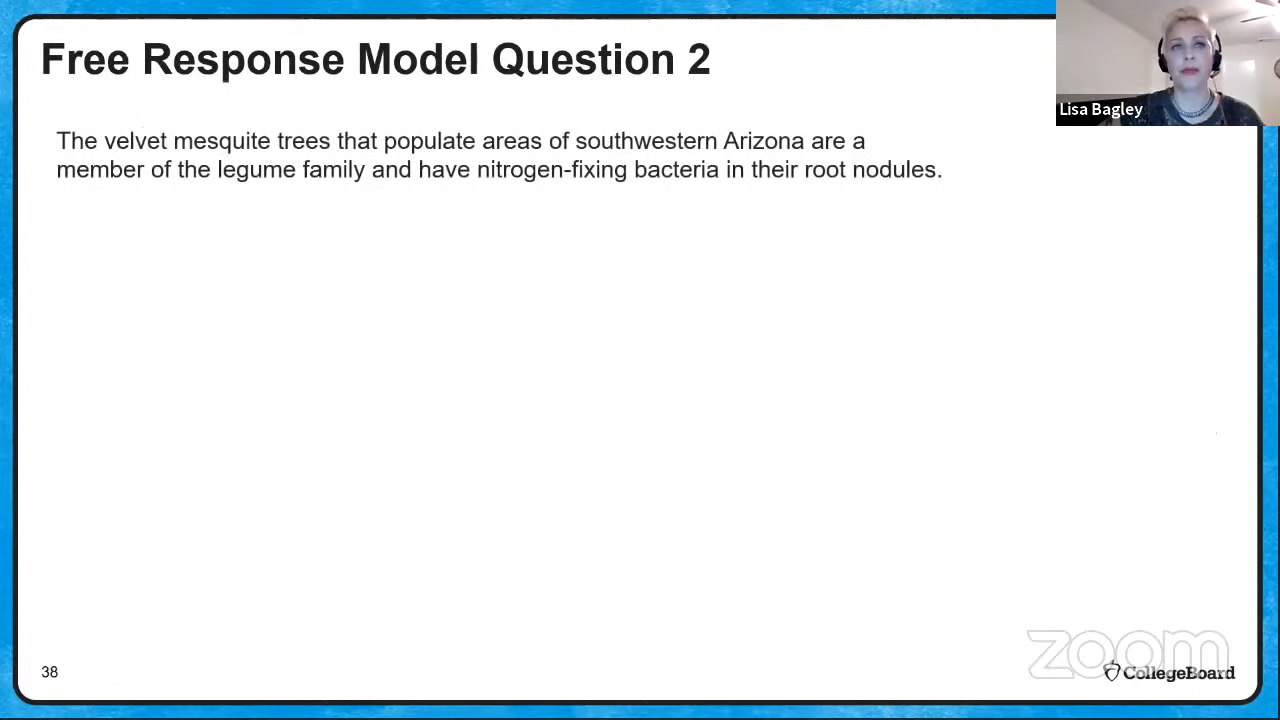 Free Response Model Question 2
Lisa Bagley
The velvet mesquite trees that populate areas of southwestern Arizona are a
member of the legume family and have nitrogen-fixing bacteria in their root nodules.
zoom
38
CollegeBoard